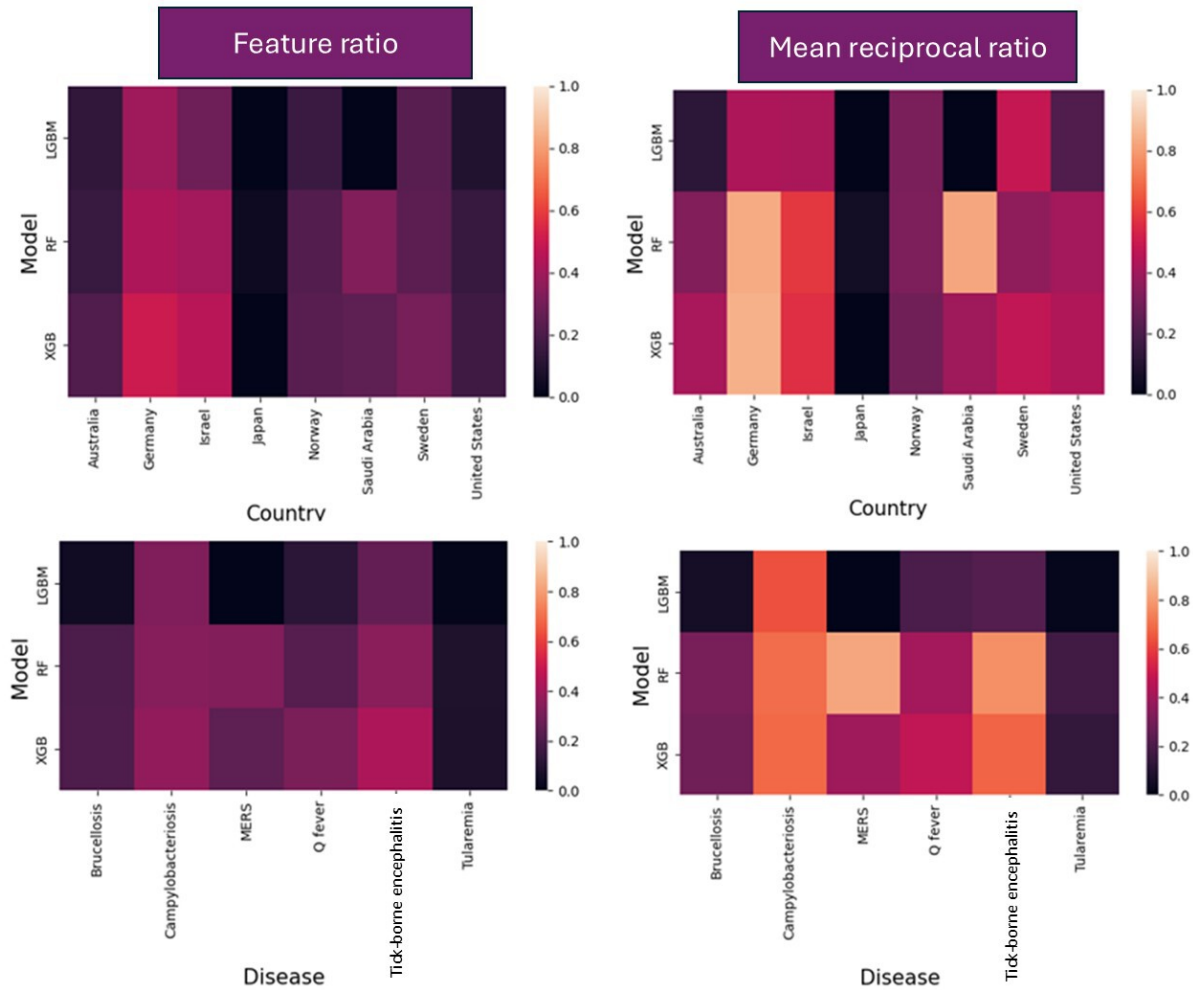 Feature ratio
Mean reciprocal ratio
1.0
0.8
0.6
0.4
0.2
0.0
LGBM
RF
XGB
Model
Australia
Germany
Israel
Japan
Norway
Saudi Arabia
Sweden
United States
Country
1.0
0.8
0.6
0.4
0.2
0.0
LGBM
RF
XGB
Model
Australia
Germany
Israel
Japan
Norway
Saudi Arabia
Sweden
United States
Country
1.0
0.8
0.6
0.4
0.2
0.0
LGBM
RF
XGB
Model
Brucellosis
Campylobacteriosis
MERS
Q fever
Tick-borne encephalitis
Tularemia
Disease
1.0
0.8
0.6
0.4
0.2
0.0
LGBM
RF
XGB
Model
Brucellosis
Campylobacteriosis
MERS
Q fever
Tick-borne encephalitis
Tularemia
Disease